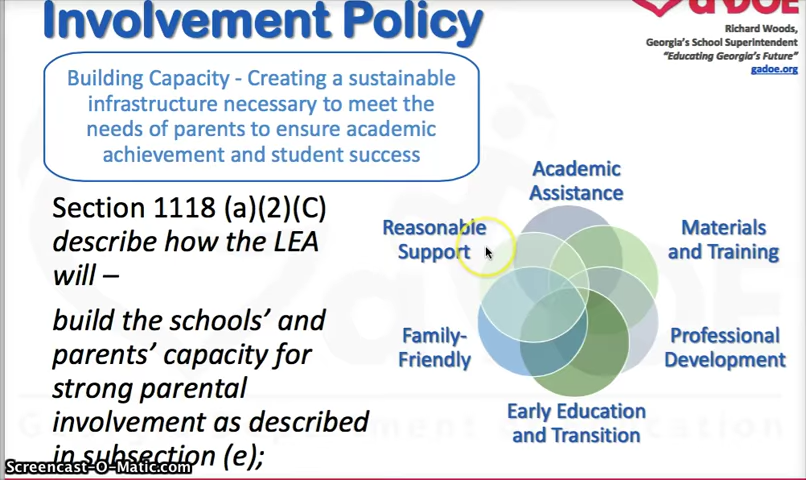 Involvement Policy
aDOE
Richard Woods,
Georgia's School Superintendent
"Educating Georgia's Future"
gadoe.org
Building Capacity - Creating a sustainable
infrastructure necessary to meet the
needs of parents to ensure academic
achievement and student success
Section 1118 (a)(2)(C)
describe how the LEA
will –
build the schools' and
parents' capacity for
strong parental
involvement as described
in subsection (e);
Academic
Assistance
Reasonable
Support
Materials
and Training
Family-
Friendly
Professional
Development
Early Education
and Transition
Screencast-O-Matic.com